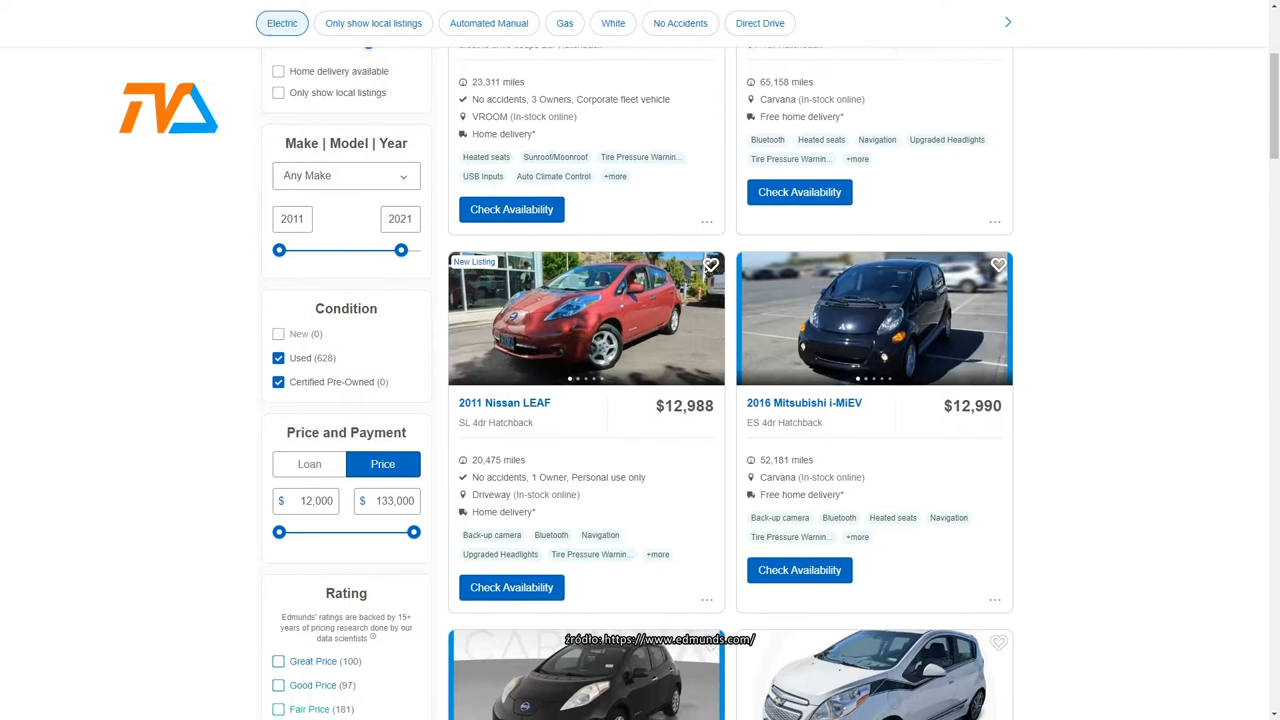 Electric
Only show local listings
Automated Manual
Gas
White
No Accidents
Direct Drive
Home delivery available
Only show local listings
Make | Model | Year
Any Make
2011
2021
Condition
New (0)
Used (628)
Certified Pre-Owned (0)
Price and Payment
Loan
Price
$ 12,000
$ 133,000
Rating
Edmunds' ratings are backed by 15+
years of pricing research done by our
data scientists
Great Price (100)
Good Price (97)
Fair Price (181)
23,311 miles
No accidents, 3 Owners, Corporate fleet vehicle
VROOM (In-stock online)
Home delivery*
Heated seats
Sunroof/Moonroof
Tire Pressure Warnin...
USB Inputs
Auto Climate Control
+more
Check Availability
65,158 miles
Carvana (In-stock online)
Free home delivery*
Bluetooth
Heated seats
Navigation
Upgraded Headlights
Tire Pressure Warnin...
+more
Check Availability
New Listing
2011 Nissan LEAF
$12,988
SL 4dr Hatchback
20,475 miles
No accidents, 1 Owner, Personal use only
Driveway (In-stock online)
Home delivery*
Back-up camera
Bluetooth
Navigation
Upgraded Headlights
Tire Pressure Warnin...
+more
Check Availability
2016 Mitsubishi i-MiEV
$12,990
ES 4dr Hatchback
52,181 miles
Carvana (In-stock online)
Free home delivery*
Back-up camera
Bluetooth
Heated seats
Navigation
Tire Pressure Warnin...
+more
Check Availability
źródło: https://www.edmunds.com/